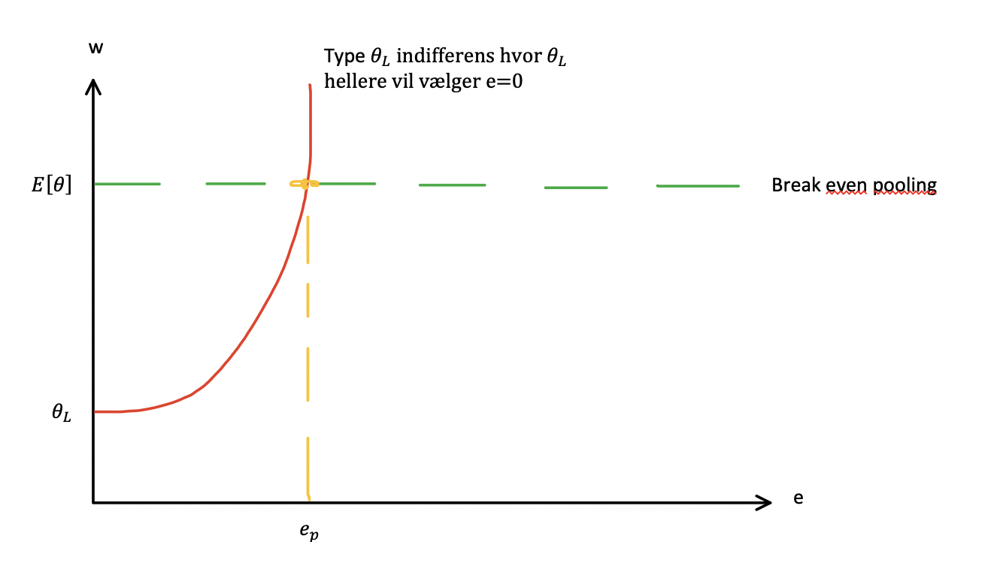 w
Type θ_L indifferens hvor θ_L
hellere vil vælger e=0
E[θ]
Break even pooling
θ_L
e
e_p